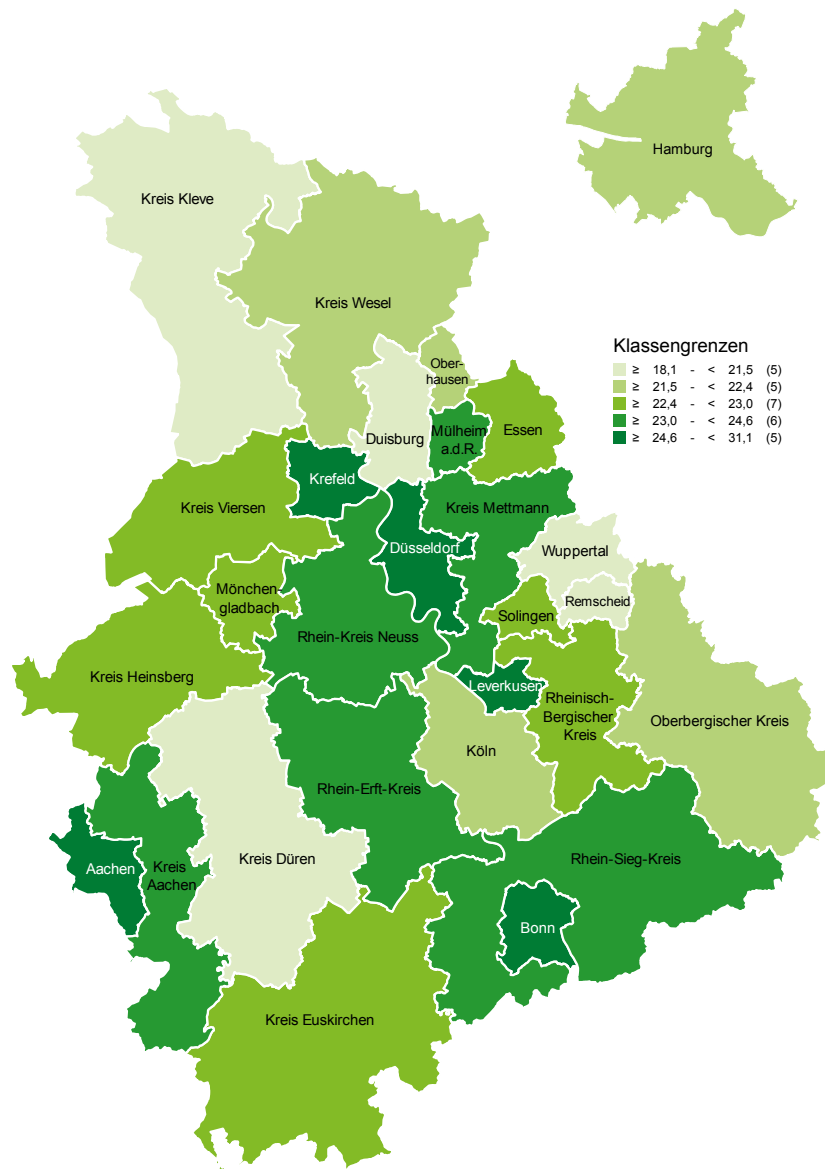 Hamburg
Kreis Kleve
Kreis Wesel
Klassengrenzen
≥ 18,1 - < 21,5 (5)
≥ 21,5 - < 22,4 (5)
≥ 22,4 - < 23,0 (7)
≥ 23,0 - < 24,6 (6)
≥ 24,6 - < 31,1 (5)
Ober-
hausen
Duisburg
Mülheim
a.d.R.
Essen
Krefeld
Kreis Viersen
Kreis Mettmann
Düsseldorf
Wuppertal
Mönchen-
gladbach
Remscheid
Solingen
Rhein-Kreis Neuss
Kreis Heinsberg
Leverkusen
Rheinisch-
Bergischer
Kreis
Oberbergischer Kreis
Köln
Rhein-Erft-Kreis
Kreis Düren
Aachen
Kreis
Aachen
Rhein-Sieg-Kreis
Bonn
Kreis Euskirchen